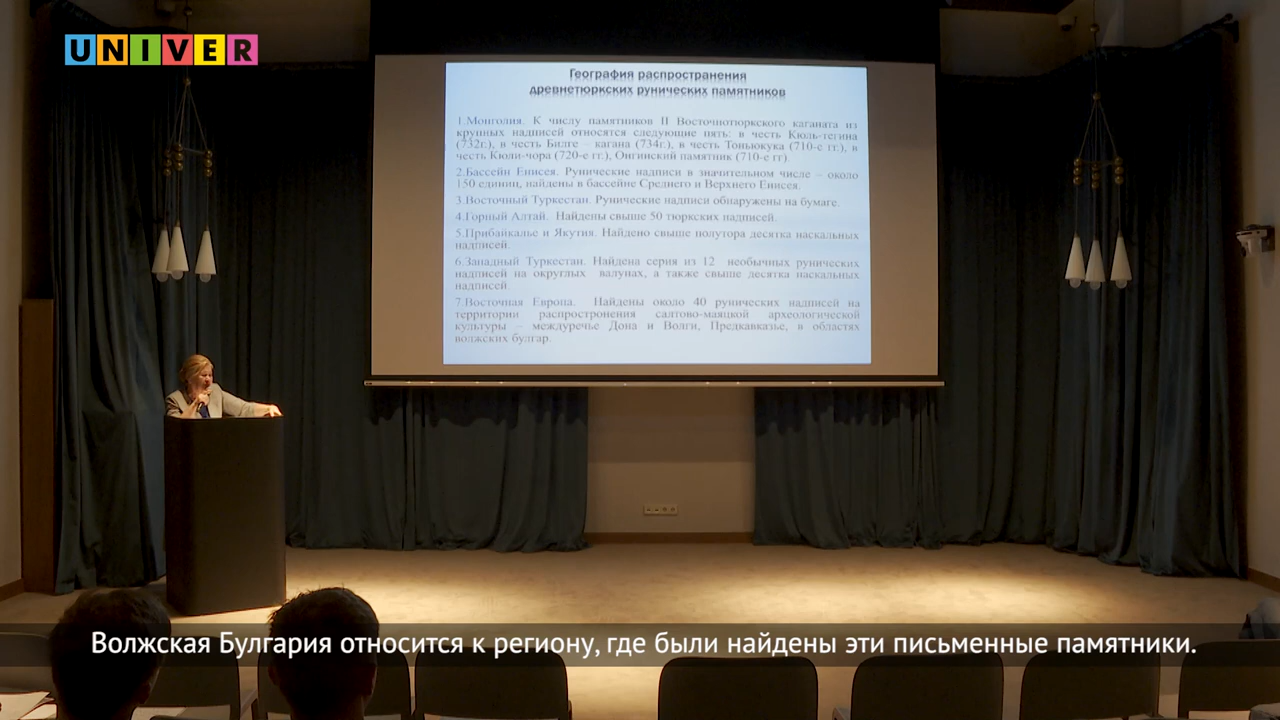 UNIVER
География распространения
древнетюркских рунических памятников
1.Монголия. К числу памятников II Восточнотюркского каганата из
крупных надписей относятся следующие пять: в честь Кюль-тегина
(732г.), в честь Билге – кагана (734г.), в честь Тоньюкука (710-е гг.), в
честь Кюли-чора (720-е гг.), Онгинский памятник (710-е гг).
2.Бассейн Енисея. Рунические надписи в значительном числе – около
150 единиц, найдены в бассейне Среднего и Верхнего Енисея.
3.Восточный Туркестан. Рунические надписи обнаружены на бумаге.
4.Горный Алтай. Найдены свыше 50 тюркских надписей.
5.Прибайкалье и Якутия. Найдено свыше полутора десятка наскальных
надписей.
6.Западный Туркестан. Найдена серия из 12 необычных рунических
надписей на округлых валунах, а также свыше десятка наскальных
надписей.
7.Восточная Европа. Найдены около 40 рунических надписей на
территории распростронения салтово-маяцкой археологической
культуры – междуречье Дона и Волги, Предкавказье, в областях
волжских булгар.
Волжская Булгария относится к региону, где были найдены эти письменные памятники.